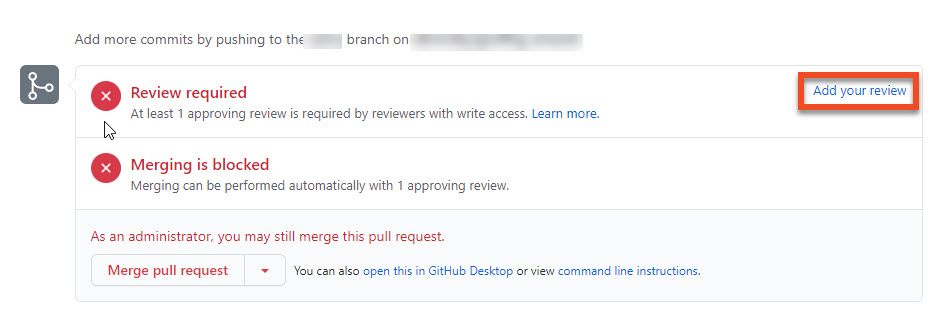 Add more commits by pushing to the branch on
Review required
Add your review
At least 1 approving review is required by reviewers with write access. Learn more.
Merging is blocked
Merging can be performed automatically with 1 approving review.
As an administrator, you may still merge this pull request.
Merge pull request
You can also open this in GitHub Desktop or view command line instructions.